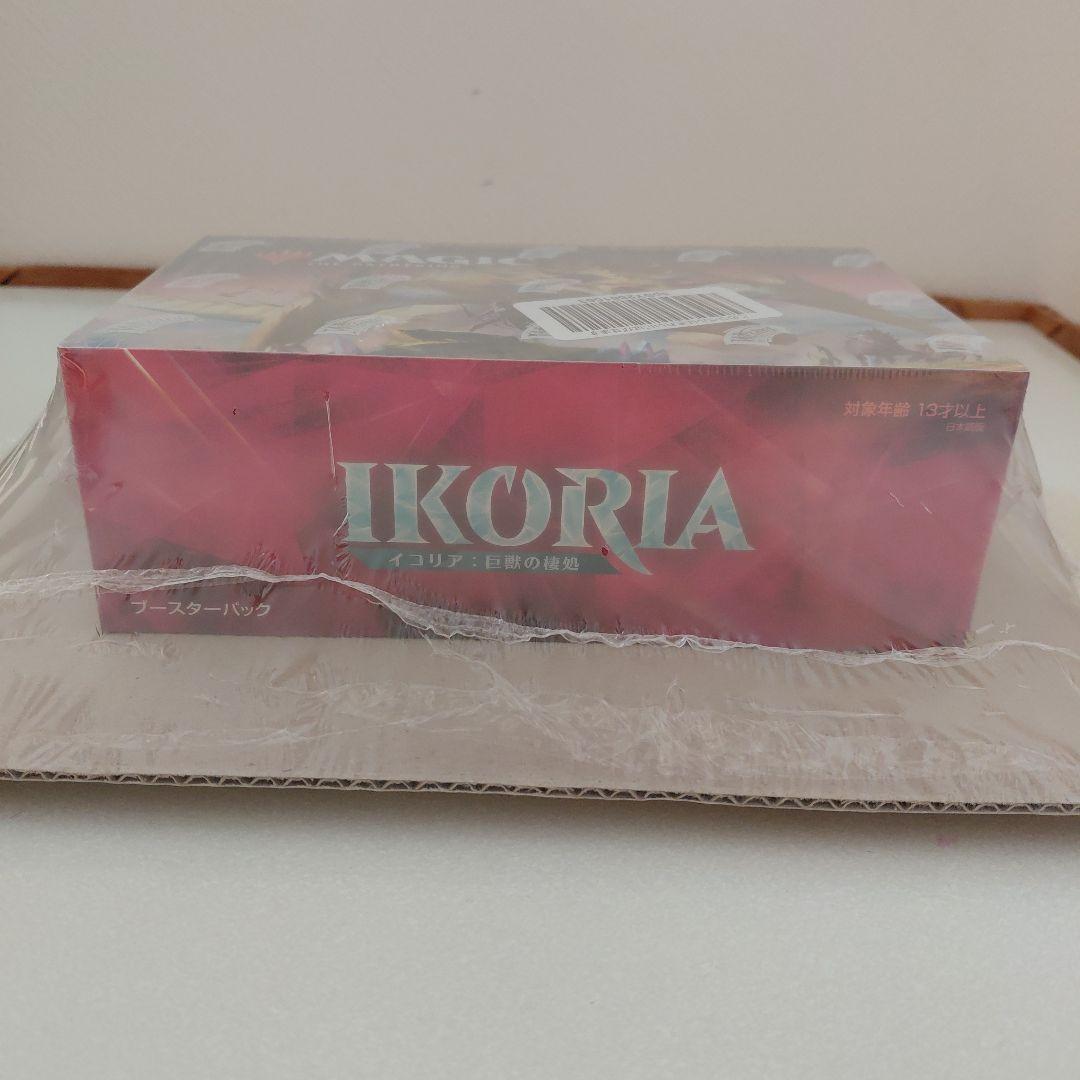 MAGIC
対象年齢 13才以上
日本語版
IKORIA
イコリア：巨獣の棲処
ブースターパック